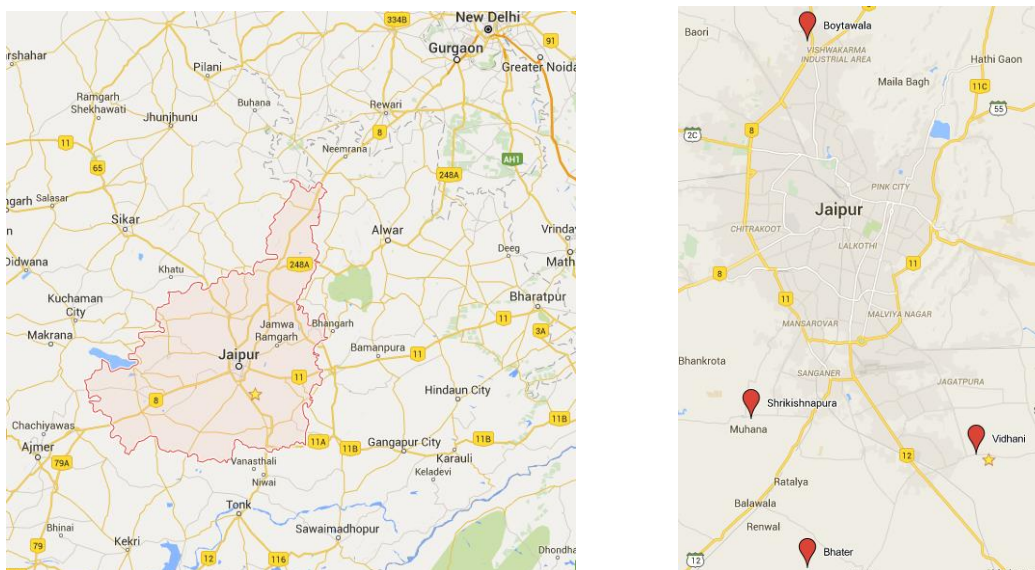 334B
New Delhi
91
Gurgaon
Greater Noida
rshahar
Pilani
Ramgarh
Shekhawati
Buhana
Rewari
Jhunjhunu
8
11
Neemrana
AH1
65
248A
ngarh
Salasar
Sikar
Alwar
Vrinda
n
Deeg
Math
Didwana
Khatu
248A
Kuchaman
City
Bharatpur
Jamwa
Ramgarh
Bhangarh
11
3A
Makrana
Bamanpura
11
Jaipur
11
Hindaun City
8
Chachiyawas
11B
11A
11B
Gangapur City
11B
Ajmer
79A
Karauli
Vanasthali
Keladevi
Niwai
Tonk
Bhinai
Sawaimadhopur
79
Kekri
12
116
Dhondha
Boytawala
Baori
VISHWAKARMA
INDUSTRIAL AREA
Hathi Gaon
Maila Bagh
11C
55
8
2C
PINK CITY
Jaipur
CHITRAKOOT
LALKOTHI
8
11
11
MANSAROVAR
MALVIYA NAGAR
Bhankrota
SANGANER
JAGATPURA
Shrikishnapura
Muhana
Vidhani
12
Ratalya
Balawala
Renwal
Bhater
12